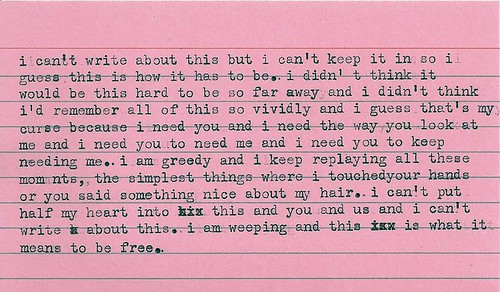 i can't write about this but i can't keep it in so i
guess this is how it has to be. i didn' t think it
would be this hard to be so far away and i didn't think
i'd remember all of this so vividly and i guess that's my
curse because i need you and i need the way you look at
me and i need you to need me and i need you to keep
needing me. i am greedy and i keep replaying all these
mom nts, the simplest things where i touchedyour hands
or you said something nice about my hair. i can't put
half my heart into this and you and us and i can't
write about this. i am weeping and this is what it
means to be free.